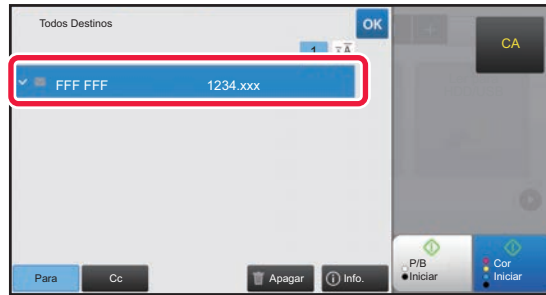 Todos Destinos
OK
CA
1
FFF FFF 1234.xxx
P/B
Iniciar
Cor
Iniciar
Para
Cc
Apagar
Info.